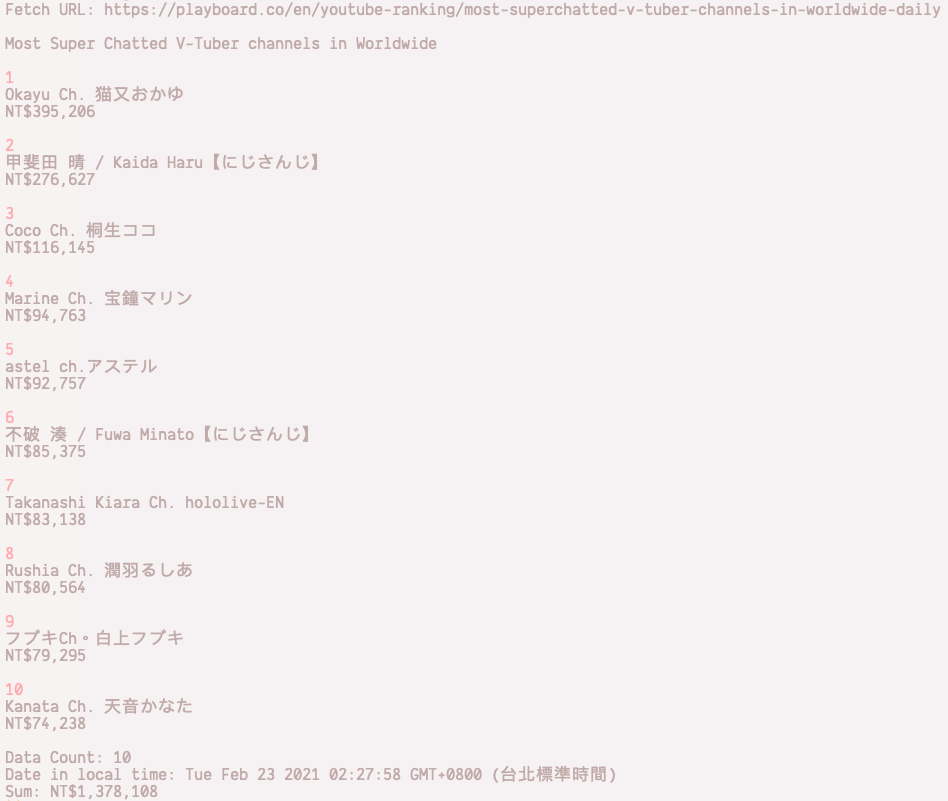 Fetch URL: https://playboard.co/en/youtube-ranking/most-superchatted-v-tuber-channels-in-worldwide-daily
Most Super Chatted V-Tuber channels in Worldwide
1
Okayu Ch. 猫又おかゆ
NT$395,206
2
甲斐田 晴 / Kaida Haru【にじさんじ】
NT$276,627
3
Coco Ch. 桐生ココ
NT$116,145
4
Marine Ch. 宝鐘マリン
NT$94,763
5
astel ch.アステル
NT$92,757
6
不破 湊 / Fuwa Minato【にじさんじ】
NT$85,375
7
Takanashi Kiara Ch. hololive-EN
NT$83,138
8
Rushia Ch. 潤羽るしあ
NT$80,564
9
フブキCh。白上フブキ
NT$79,295
10
Kanata Ch. 天音かなた
NT$74,238
Data Count: 10
Date in local time: Tue Feb 23 2021 02:27:58 GMT+0800 (台北標準時間)
Sum: NT$1,378,108